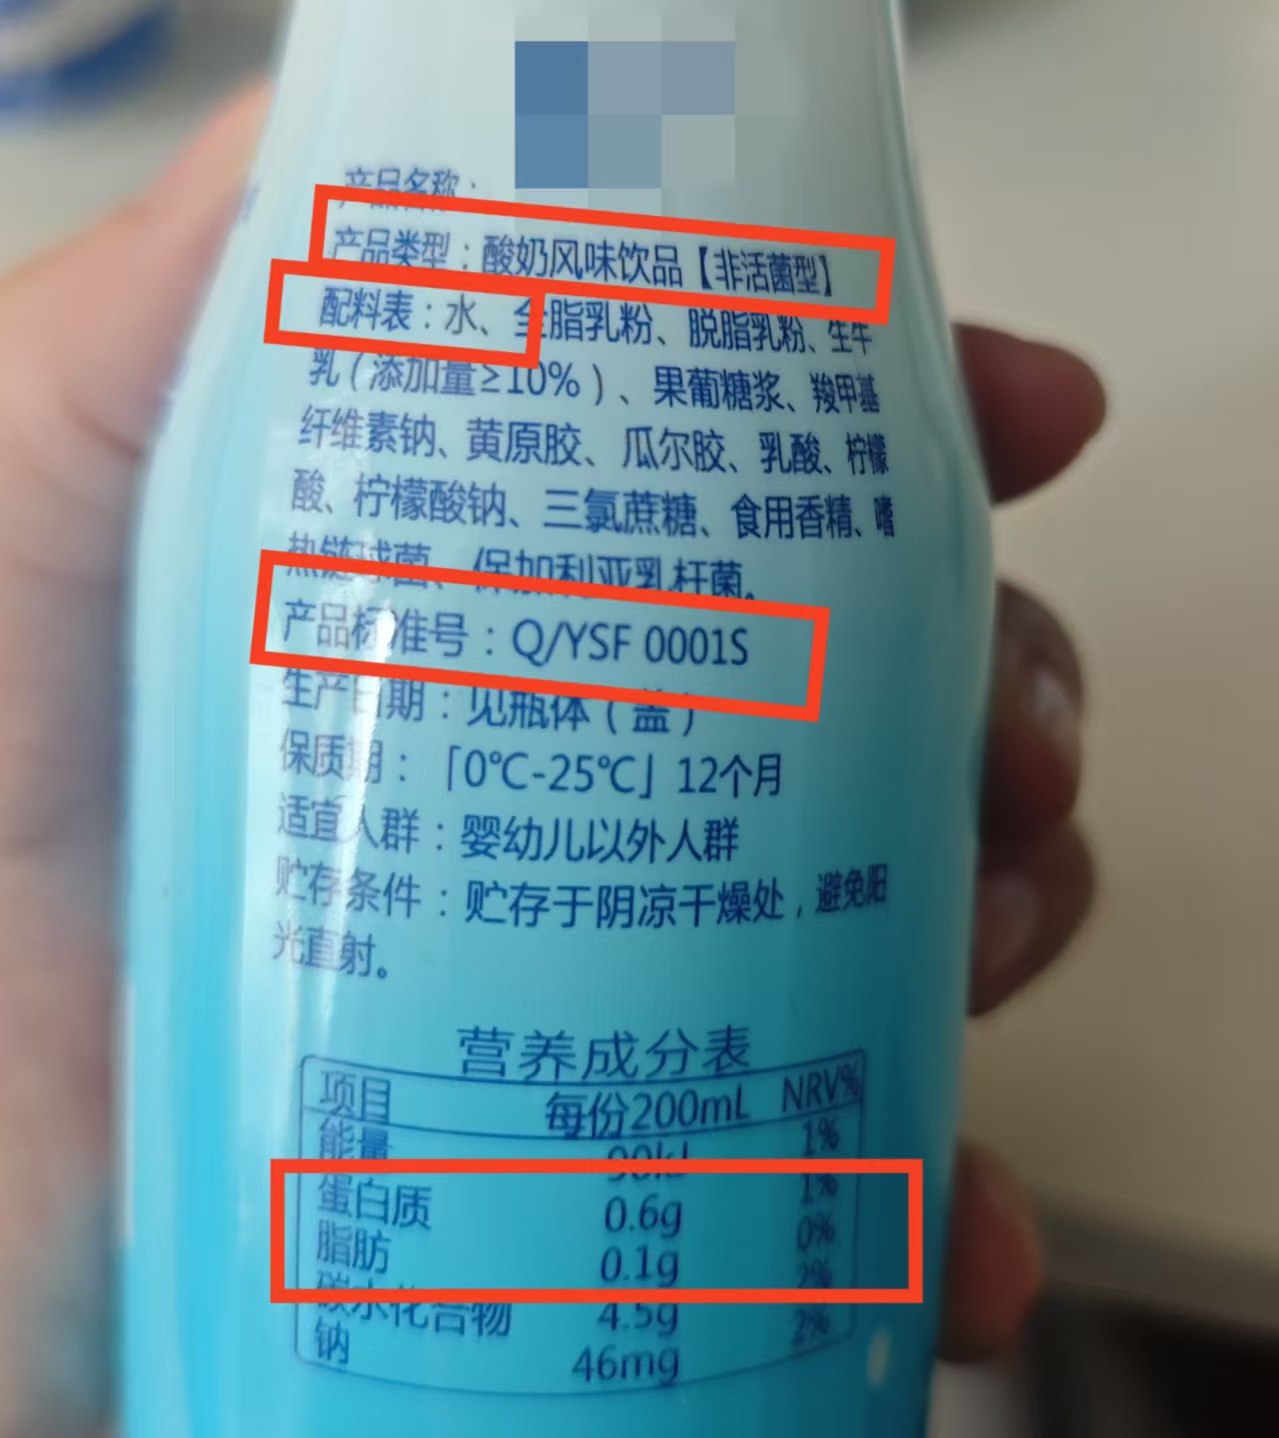 产品名称：
产品类型：酸奶风味饮品【非活菌型】
配料表：水、全脂乳粉、脱脂乳粉、生牛
乳（添加量≥10%）、果葡糖浆、羧甲基
纤维素钠、黄原胶、瓜尔胶、乳酸、柠檬
酸、柠檬酸钠、三氯蔗糖、食用香精、嗜
热链球菌、保加利亚乳杆菌。
产品标准号：Q/YSF 0001S
生产日期：见瓶体（盖）
保质期：「0℃-25℃」12个月
适宜人群：婴幼儿以外人群
贮存条件：贮存于阴凉干燥处，避免阳
光直射。
营养成分表
项目 每份200mL NRV%
能量 90kJ 1%
蛋白质 0.6g 1%
脂肪 0.1g 0%
碳水化合物 4.5g 2%
钠 46mg 2%